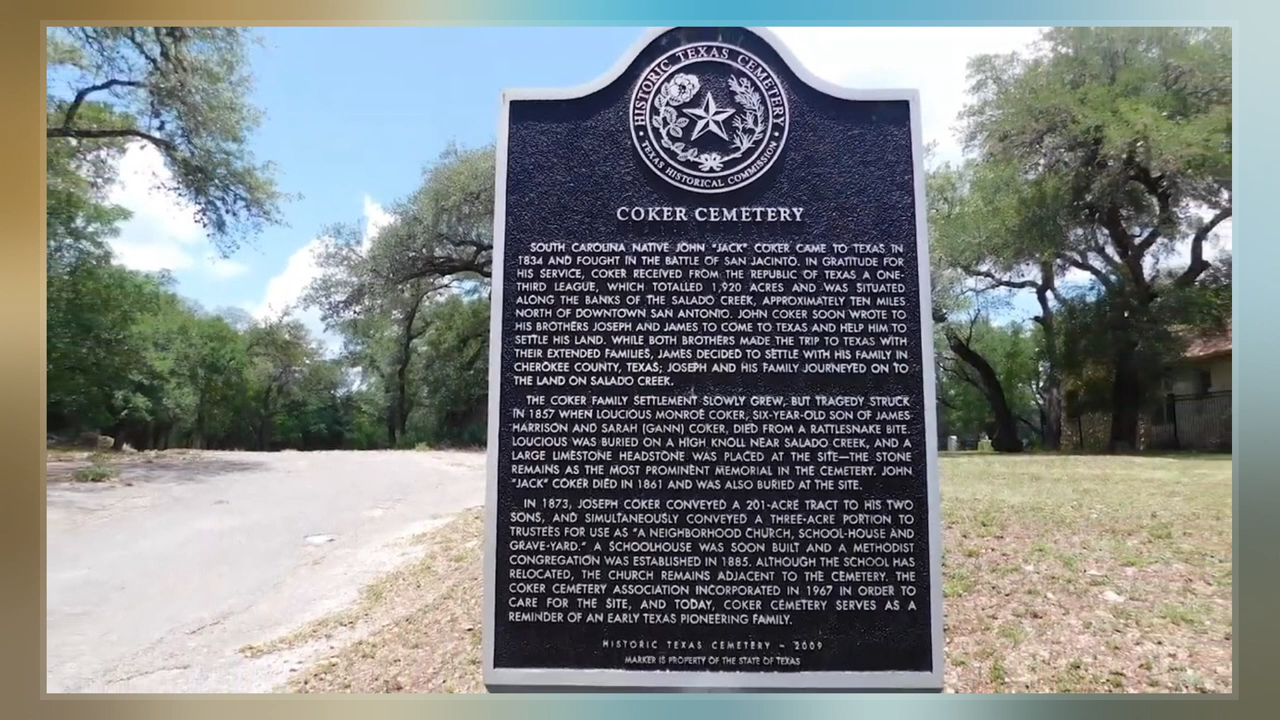 HISTORIC TEXAS CEMETERY
TEXAS HISTORICAL COMMISSION
COKER CEMETERY
SOUTH CAROLINA NATIVE JOHN "JACK" COKER CAME TO TEXAS IN
1834 AND FOUGHT IN THE BATTLE OF SAN JACINTO. IN GRATITUDE FOR
HIS SERVICE, COKER RECEIVED FROM THE REPUBLIC OF TEXAS A ONE-
THIRD LEAGUE, WHICH TOTALLED 1,920 ACRES AND WAS SITUATED
ALONG THE BANKS OF THE SALADO CREEK, APPROXIMATELY TEN MILES
NORTH OF DOWNTOWN SAN ANTONIO. JOHN COKER SOON WROTE TO
HIS BROTHERS JOSEPH AND JAMES TO COME TO TEXAS AND HELP HIM TO
SETTLE HIS LAND. WHILE BOTH BROTHERS MADE THE TRIP TO TEXAS WITH
THEIR EXTENDED FAMILIES, JAMES DECIDED TO SETTLE WITH HIS FAMILY IN
CHEROKEE COUNTY, TEXAS; JOSEPH AND HIS FAMILY JOURNEYED ON TO
THE LAND ON SALADO CREEK.
THE COKER FAMILY SETTLEMENT SLOWLY GREW, BUT TRAGEDY STRUCK
IN 1857 WHEN LOUCIOUS MONROE COKER, SIX-YEAR-OLD SON OF JAMES
HARRISON AND SARAH (GANN) COKER, DIED FROM A RATTLESNAKE BITE.
LOUCIOUS WAS BURIED ON A HIGH KNOLL NEAR SALADO CREEK, AND A
LARGE LIMESTONE HEADSTONE WAS PLACED AT THE SITE—THE STONE
REMAINS AS THE MOST PROMINENT MEMORIAL IN THE CEMETERY. JOHN
"JACK" COKER DIED IN 1861 AND WAS ALSO BURIED AT THE SITE.
IN 1873, JOSEPH COKER CONVEYED A 201-ACRE TRACT TO HIS TWO
SONS, AND SIMULTANEOUSLY CONVEYED A THREE-ACRE PORTION TO
TRUSTEES FOR USE AS "A NEIGHBORHOOD CHURCH, SCHOOL-HOUSE AND
GRAVE-YARD." A SCHOOLHOUSE WAS SOON BUILT AND A METHODIST
CONGREGATION WAS ESTABLISHED IN 1885. ALTHOUGH THE SCHOOL HAS
RELOCATED, THE CHURCH REMAINS ADJACENT TO THE CEMETERY. THE
COKER CEMETERY ASSOCIATION INCORPORATED IN 1967 IN ORDER TO
CARE FOR THE SITE, AND TODAY, COKER CEMETERY SERVES AS A
REMINDER OF AN EARLY TEXAS PIONEERING FAMILY.
HISTORIC TEXAS CEMETERY – 2009
MARKER IS PROPERTY OF THE STATE OF TEXAS